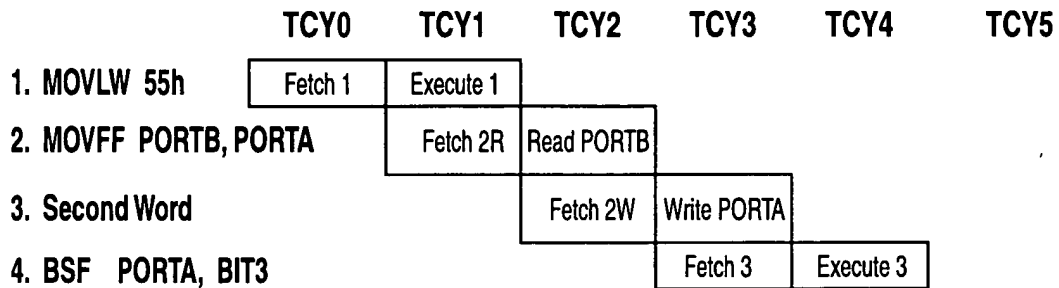 TCY0 TCY1 TCY2 TCY3 TCY4 TCY5
1. MOVLW 55h Fetch 1 Execute 1
2. MOVFF PORTB, PORTA Fetch 2R Read PORTB
3. Second Word Fetch 2W Write PORTA
4. BSF PORTA, BIT3 Fetch 3 Execute 3